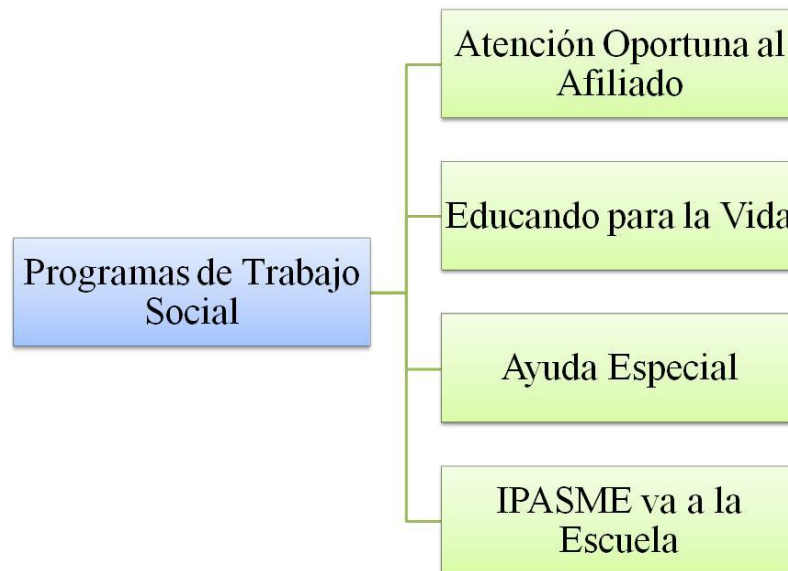 Atención Oportuna al
Afiliado
Educando para la Vida
Programas de Trabajo
Social
Ayuda Especial
IPASME va a la
Escuela